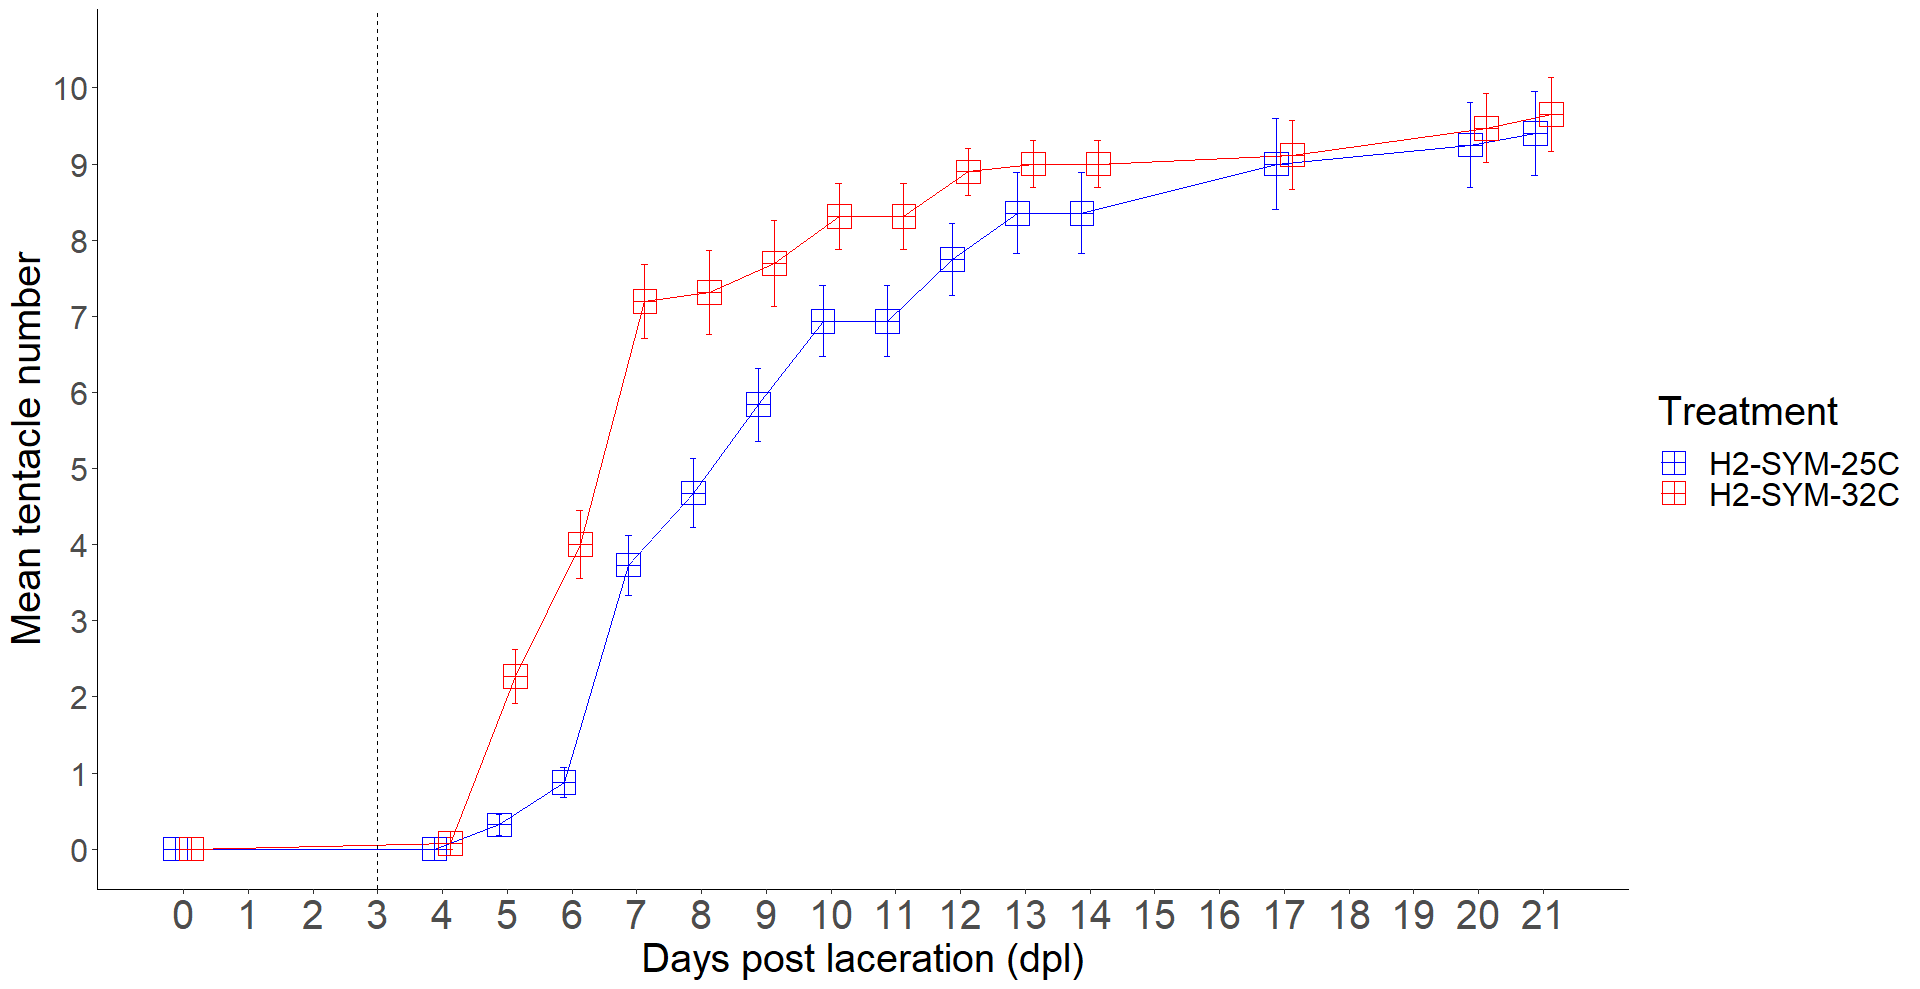 10
9
8
7
6
5
4
3
2
1
0
Mean tentacle number
0 1 2 3 4 5 6 7 8 9 10 11 12 13 14 15 16 17 18 19 20 21
Days post laceration (dpl)
Treatment
H2-SYM-25C
H2-SYM-32C